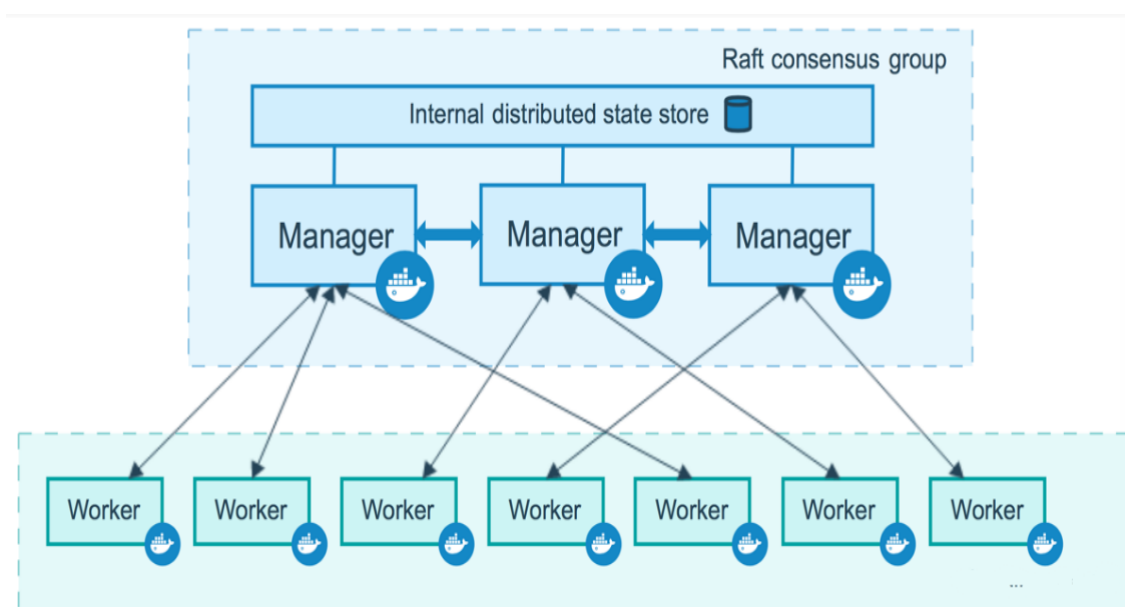 Raft consensus group
Internal distributed state store
Manager
Manager
Manager
Worker
Worker
Worker
Worker
Worker
Worker
Worker
...